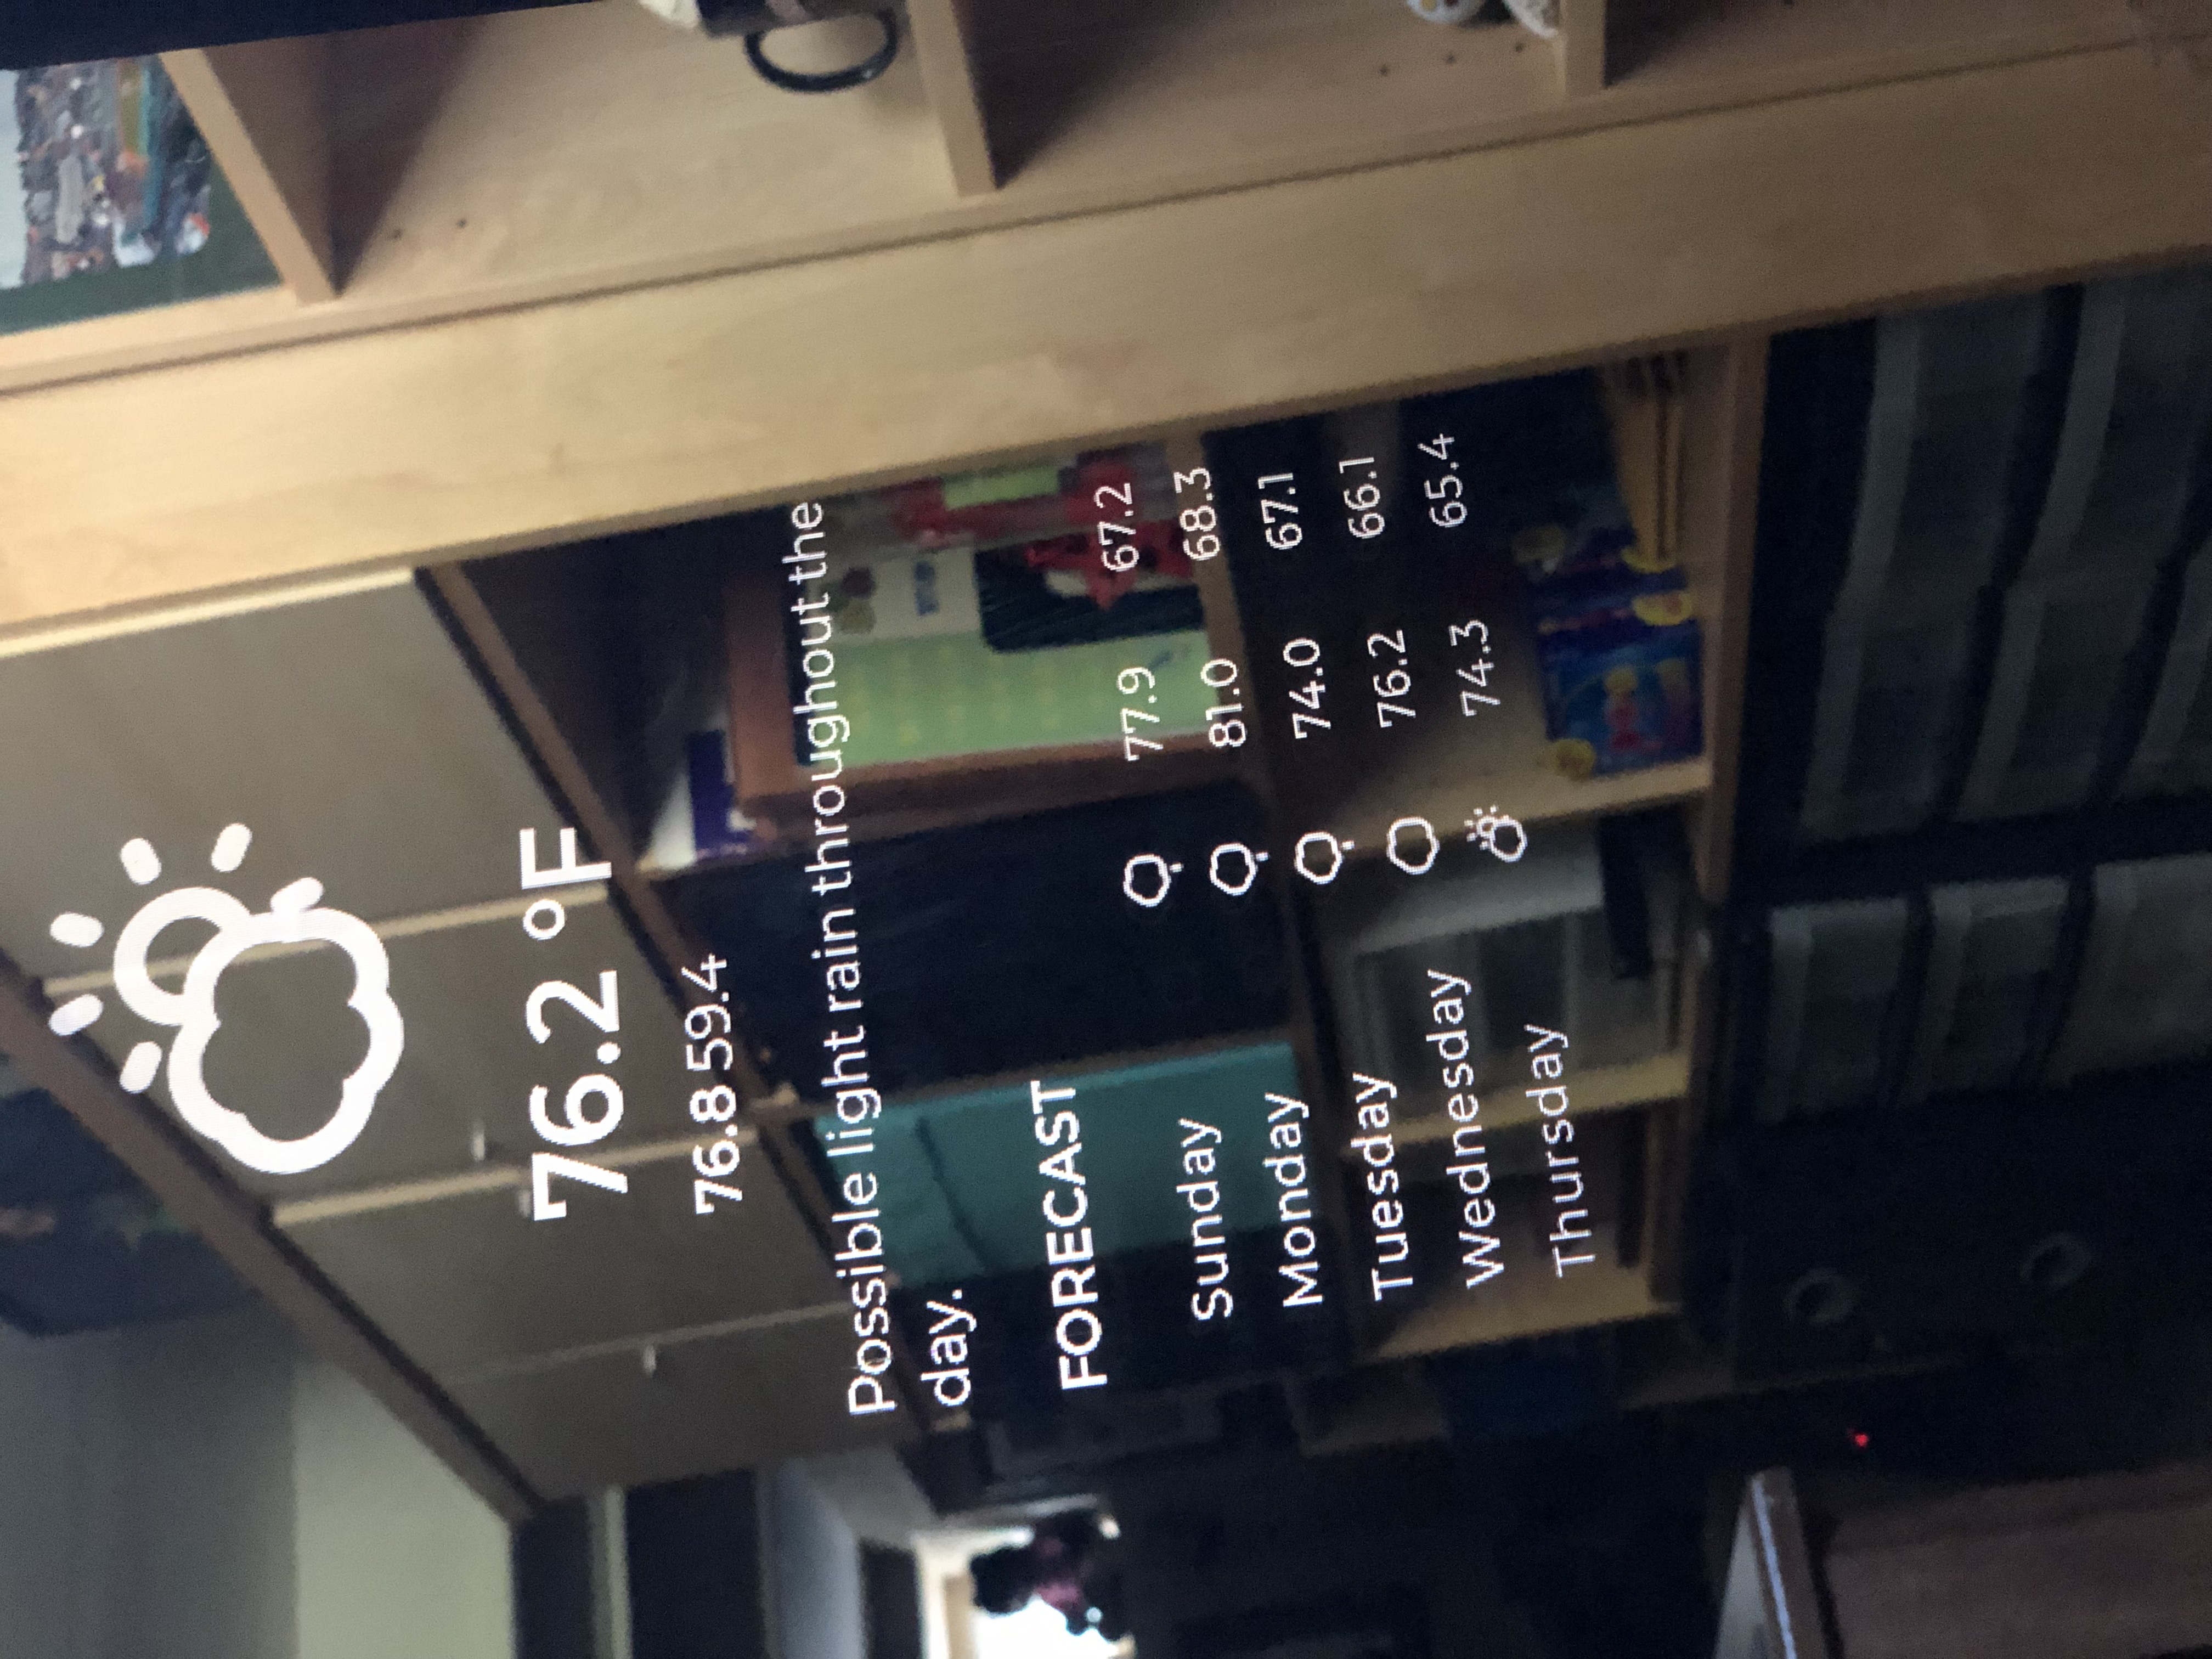 76.2 °F
76.8 59.4
Possible light rain throughout the
day.
FORECAST
Sunday 77.9 67.2
Monday 81.0 68.3
Tuesday 74.0 67.1
Wednesday 76.2 66.1
Thursday 74.3 65.4